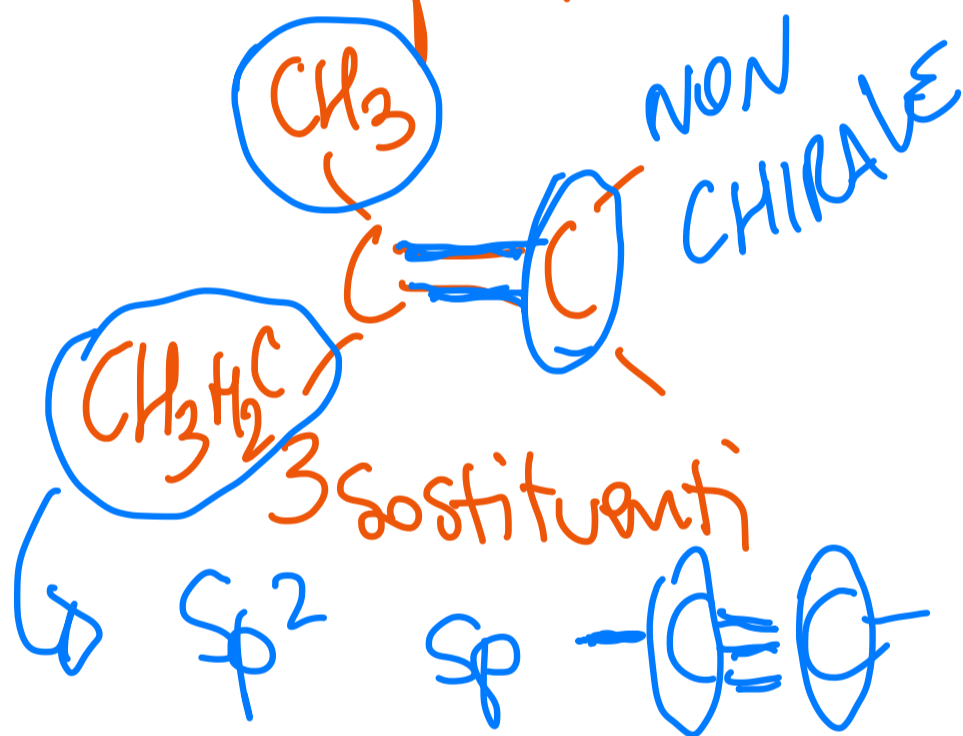 CH3
NON
CHIRALE
C=C
CH3H2C
3 Sostituenti
Sp2 sp -C≡C-